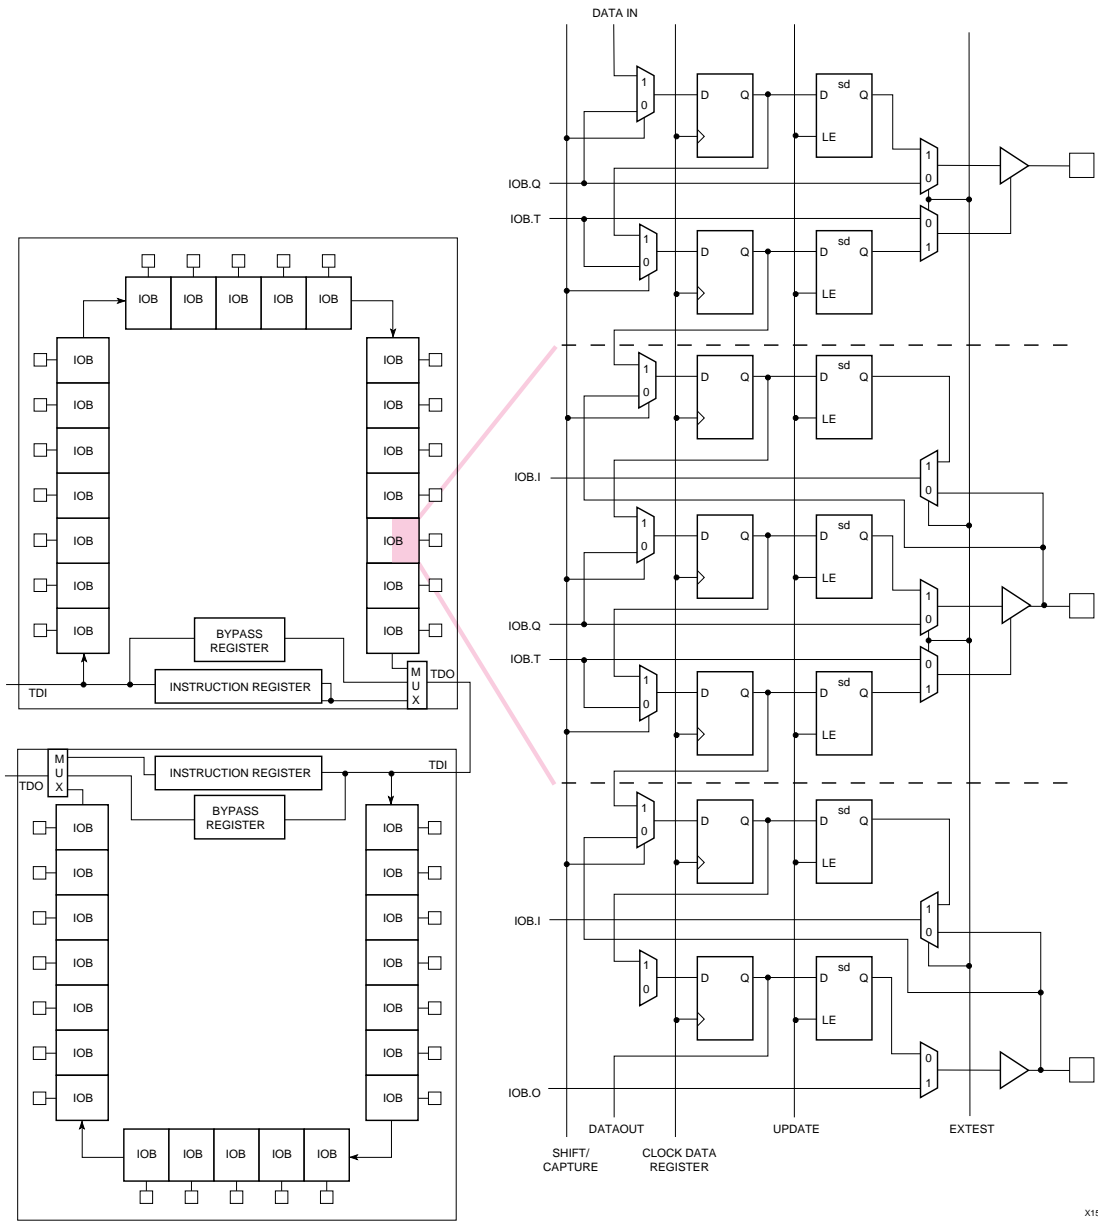 DATA IN
1
0
D Q
sd
D Q
LE
1
0
IOB.Q
IOB.T
0
1
1
0
D Q
sd
D Q
LE
1
0
D Q
sd
D Q
LE
1
0
IOB.I
1
0
D Q
sd
D Q
LE
1
0
IOB.Q
IOB.T
0
1
1
0
D Q
sd
D Q
LE
1
0
D Q
sd
D Q
LE
1
0
IOB.I
1
0
D Q
sd
D Q
LE
0
1
IOB.O
DATAOUT
UPDATE
EXTEST
SHIFT/
CAPTURE
CLOCK DATA
REGISTER
IOB IOB IOB IOB IOB
IOB IOB
IOB IOB
IOB IOB
IOB IOB
IOB IOB
IOB IOB
IOB IOB
BYPASS
REGISTER
INSTRUCTION REGISTER
M
U
X
TDO
TDI
M
U
X
TDO
INSTRUCTION REGISTER
TDI
BYPASS
REGISTER
IOB IOB
IOB IOB
IOB IOB
IOB IOB
IOB IOB
IOB IOB
IOB IOB
IOB IOB IOB IOB IOB